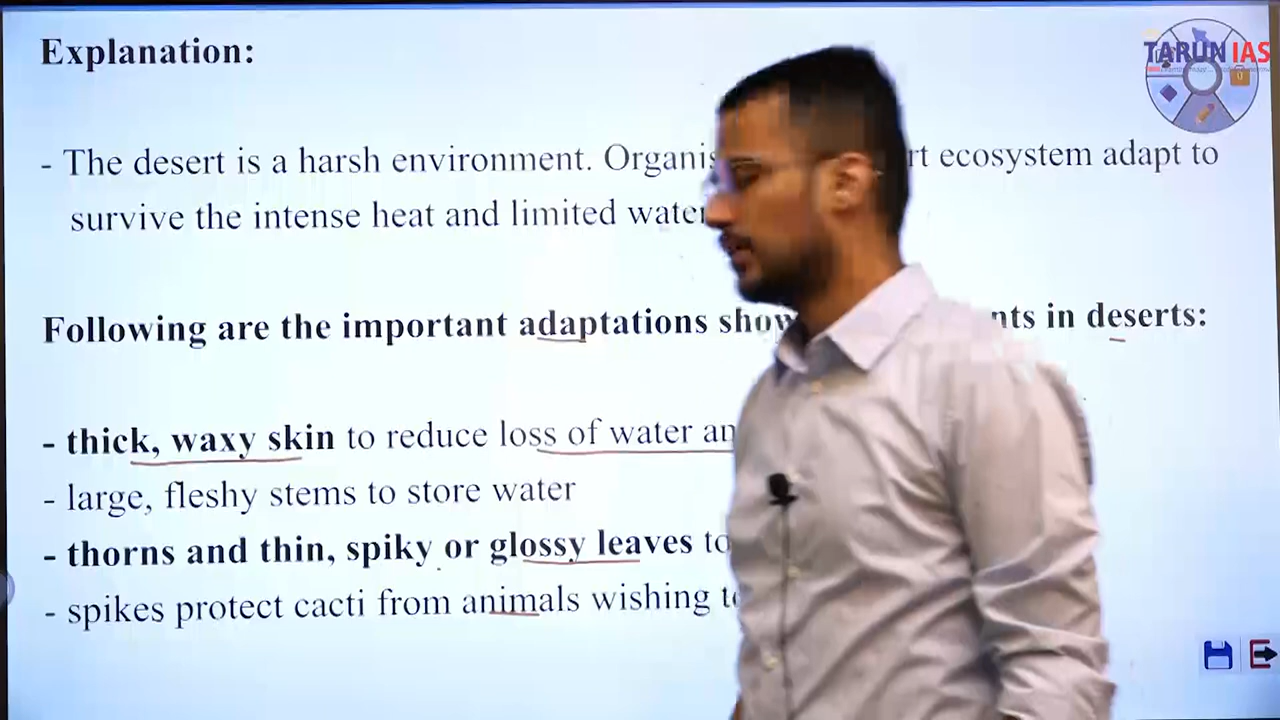 Explanation:
TARUN IAS
- The desert is a harsh environment. Organis rt ecosystem adapt to
survive the intense heat and limited water
Following are the important adaptations show nts in deserts:
- thick, waxy skin to reduce loss of water an
- large, fleshy stems to store water
- thorns and thin, spiky or glossy leaves to
- spikes protect cacti from animals wishing to